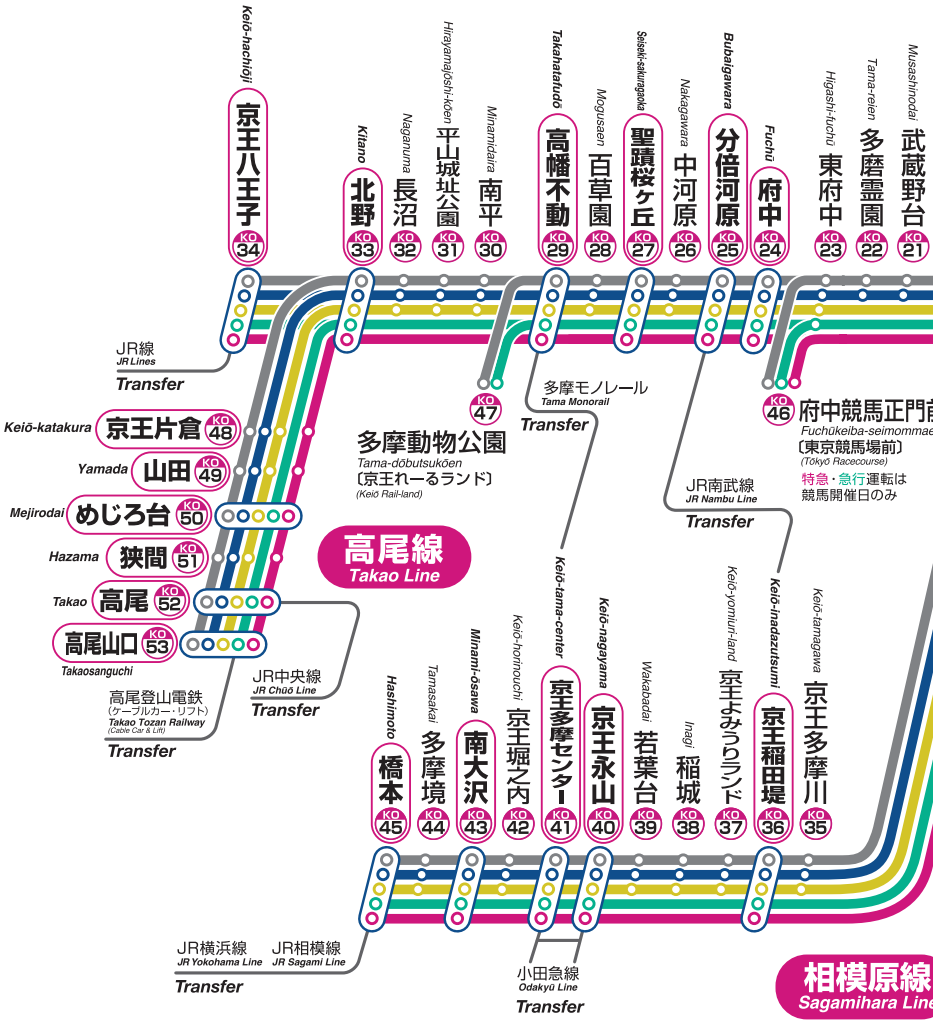 Keiō-hachiōji
京王八王子
KO
34
Kitano
北野
KO
33
Naganuma
長沼
KO
32
Hirayamajōshi-kōen
平山城址公園
KO
31
Minamidaira
南平
KO
30
Takahatafudō
高幡不動
KO
29
Mogusaen
百草園
KO
28
Seiseki-sakuragaoka
聖蹟桜ヶ丘
KO
27
Nakagawara
中河原
KO
26
Bubaigawara
分倍河原
KO
25
Fuchū
府中
KO
24
Higashi-fuchū
東府中
KO
23
Tama-reien
多磨霊園
KO
22
Musashinodai
武蔵野台
KO
21
JR線
JR Lines
Transfer
KO
47
多摩動物公園
Tama-dōbutsukōen
〔京王れーるランド〕
(Keiō Rail-land)
多摩モノレール
Tama Monorail
Transfer
KO
46
府中競馬正門前
Fuchūkeiba-seimommae
〔東京競馬場前〕
(Tōkyō Racecourse)
特急・急行運転は
競馬開催日のみ
JR南武線
JR Nambu Line
Transfer
Keiō-katakura
京王片倉
KO
48
Yamada
山田
KO
49
Mejirodai
めじろ台
KO
50
Hazama
狭間
KO
51
Takao
高尾
KO
52
高尾山口
KO
53
Takaosanguchi
高尾線
Takao Line
高尾登山電鉄
(ケーブルカー・リフト)
Takao Tozan Railway
(Cable Car & Lift)
Transfer
JR中央線
JR Chūō Line
Transfer
Hashimoto
橋本
KO
45
Tamasakai
多摩境
KO
44
Minami-ōsawa
南大沢
KO
43
Keiō-horinouchi
京王堀之内
KO
42
Keiō-tama-center
京王多摩センター
KO
41
Keiō-nagayama
京王永山
KO
40
Wakabadai
若葉台
KO
39
Inagi
稲城
KO
38
Keiō-yomiuri-land
京王よみうりランド
KO
37
Keiō-inadazutsumi
京王稲田堤
KO
36
Keiō-tamagawa
京王多摩川
KO
35
JR横浜線 JR相模線
JR Yokohama Line JR Sagami Line
Transfer
小田急線
Odakyū Line
Transfer
相模原線
Sagamihara Line